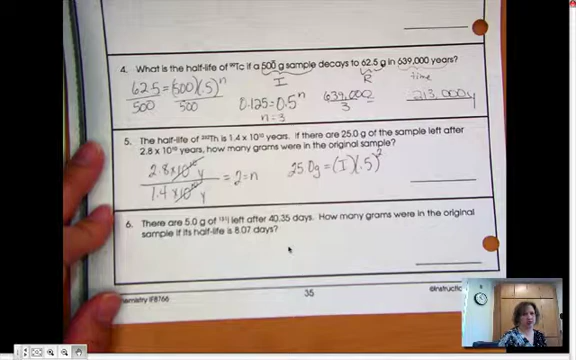 4. What is the half-life of ⁹⁹Tc if a 500 g sample decays to 62.5 g in 639,000 years?
I R time
62.5 = (500)(.5)ⁿ
500 500
0.125 = 0.5ⁿ
n = 3
639,000
3
213,000 y
5. The half-life of ²³²Th is 1.4 x 10¹⁰ years. If there are 25.0 g of the sample left after
2.8 x 10¹⁰ years, how many grams were in the original sample?
2.8 x 10¹⁰ y
1.4 x 10¹⁰ y
= 2 = n
25.0g = (I)(.5)²
6. There are 5.0 g of ¹³¹I left after 40.35 days. How many grams were in the original
sample if its half-life is 8.07 days?
hemistry IF8766
35
©Instruct